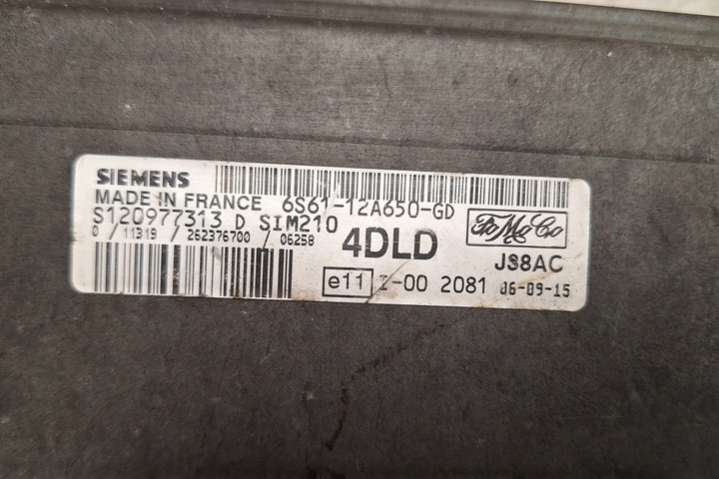 SIEMENS
MADE IN FRANCE 6S61-12A650-GD
S120977313 D SIM210
0 / 11319 / 262376700 / 06258
4DLD
FoMoCo
JS8AC
e11 I-00 2081 06-09-15